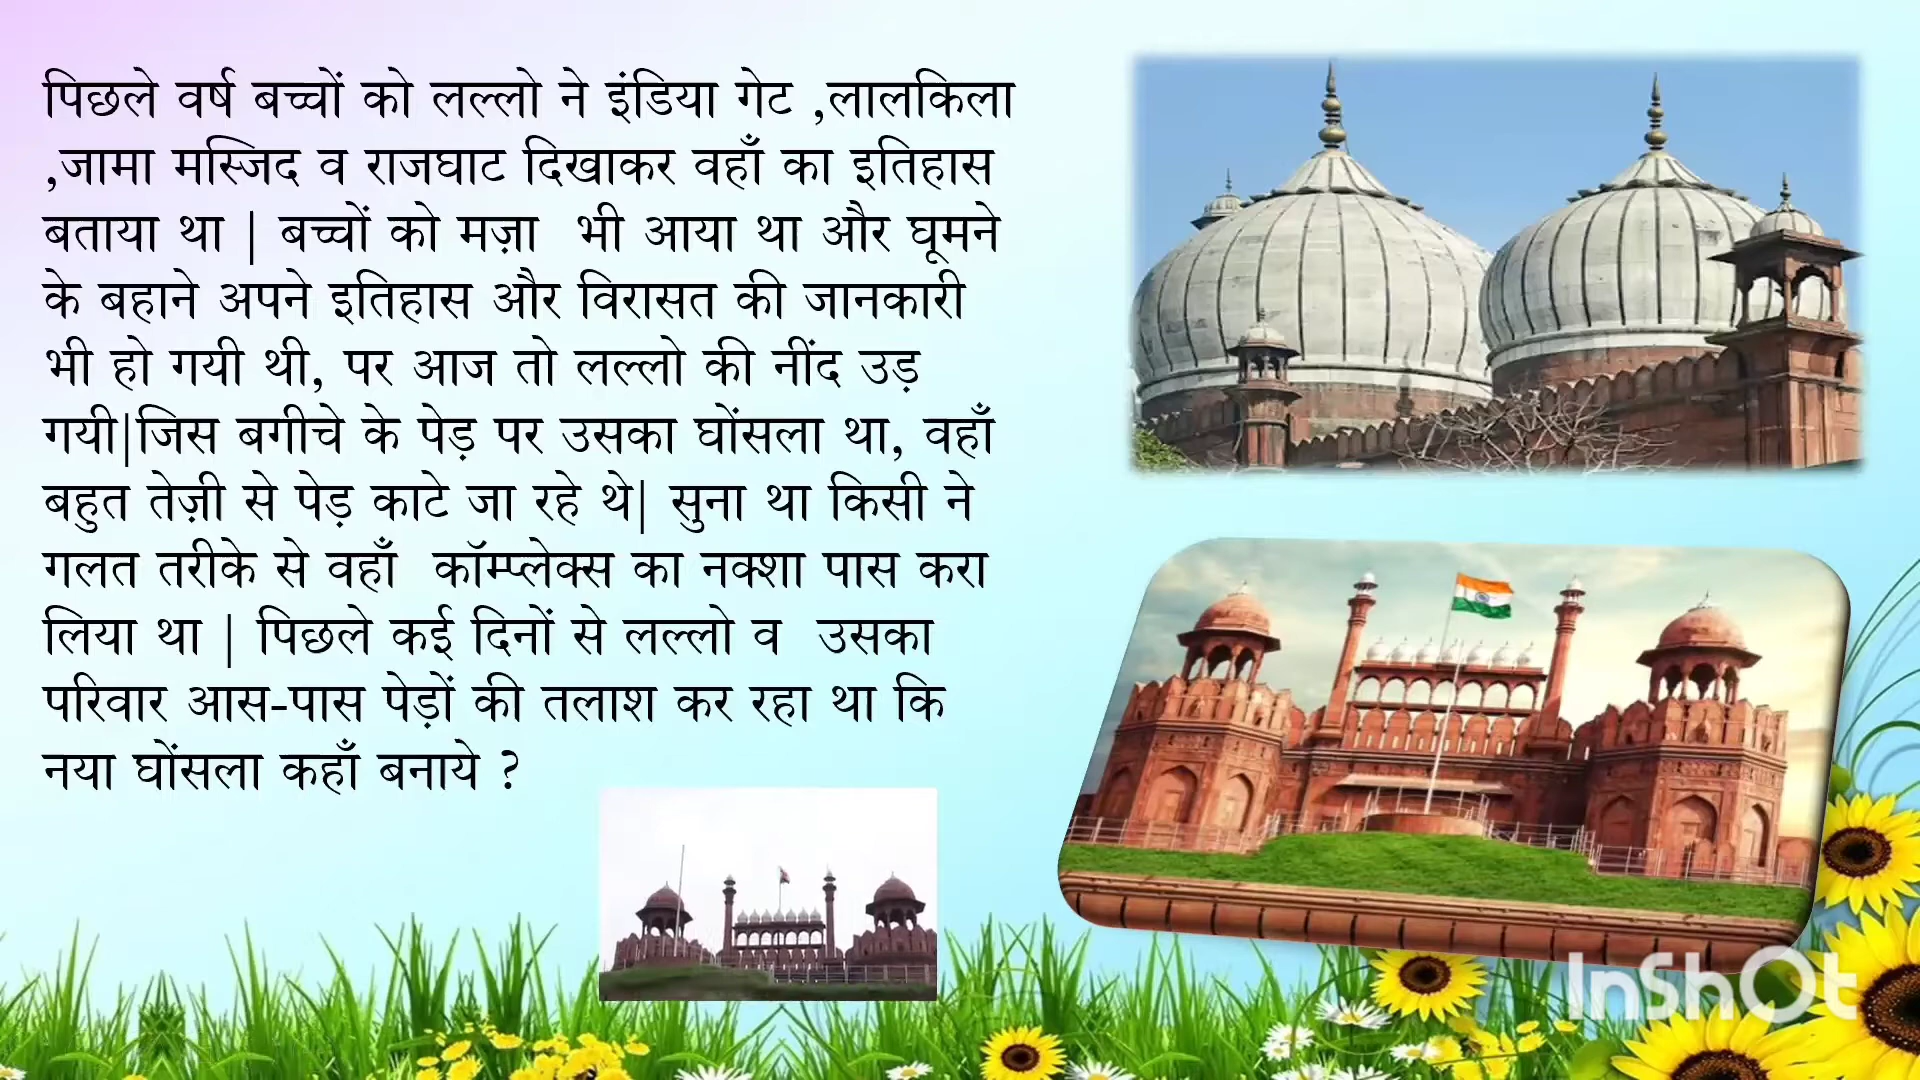 पिछले वर्ष बच्चों को लल्लो ने इंडिया गेट ,लालकिला
,जामा मस्जिद व राजघाट दिखाकर वहाँ का इतिहास
बताया था | बच्चों को मज़ा  भी आया था और घूमने
के बहाने अपने इतिहास और विरासत की जानकारी
भी हो गयी थी, पर आज तो लल्लो की नींद उड़
गयी|जिस बगीचे के पेड़ पर उसका घोंसला था, वहाँ
बहुत तेज़ी से पेड़ काटे जा रहे थे| सुना था किसी ने
गलत तरीके से वहाँ  कॉम्प्लेक्स का नक्शा पास करा
लिया था | पिछले कई दिनों से लल्लो व  उसका
परिवार आस-पास पेड़ों की तलाश कर रहा था कि
नया घोंसला कहाँ बनाये ?
InShOt